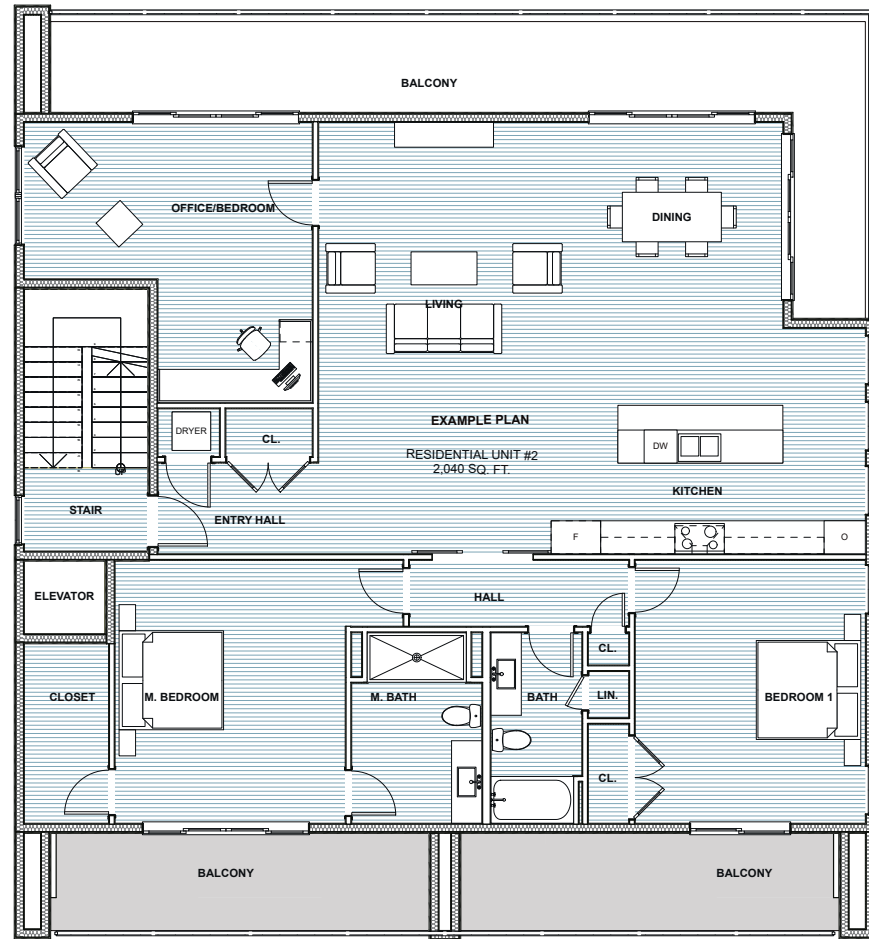 BALCONY
OFFICE/BEDROOM
DINING
LIVING
EXAMPLE PLAN
DRYER
CL.
RESIDENTIAL UNIT #2
2,040 SQ. FT.
DW
KITCHEN
UP
STAIR
ENTRY HALL
F
O
ELEVATOR
HALL
CL.
CLOSET
M. BEDROOM
M. BATH
BATH
LIN.
BEDROOM 1
CL.
BALCONY
BALCONY